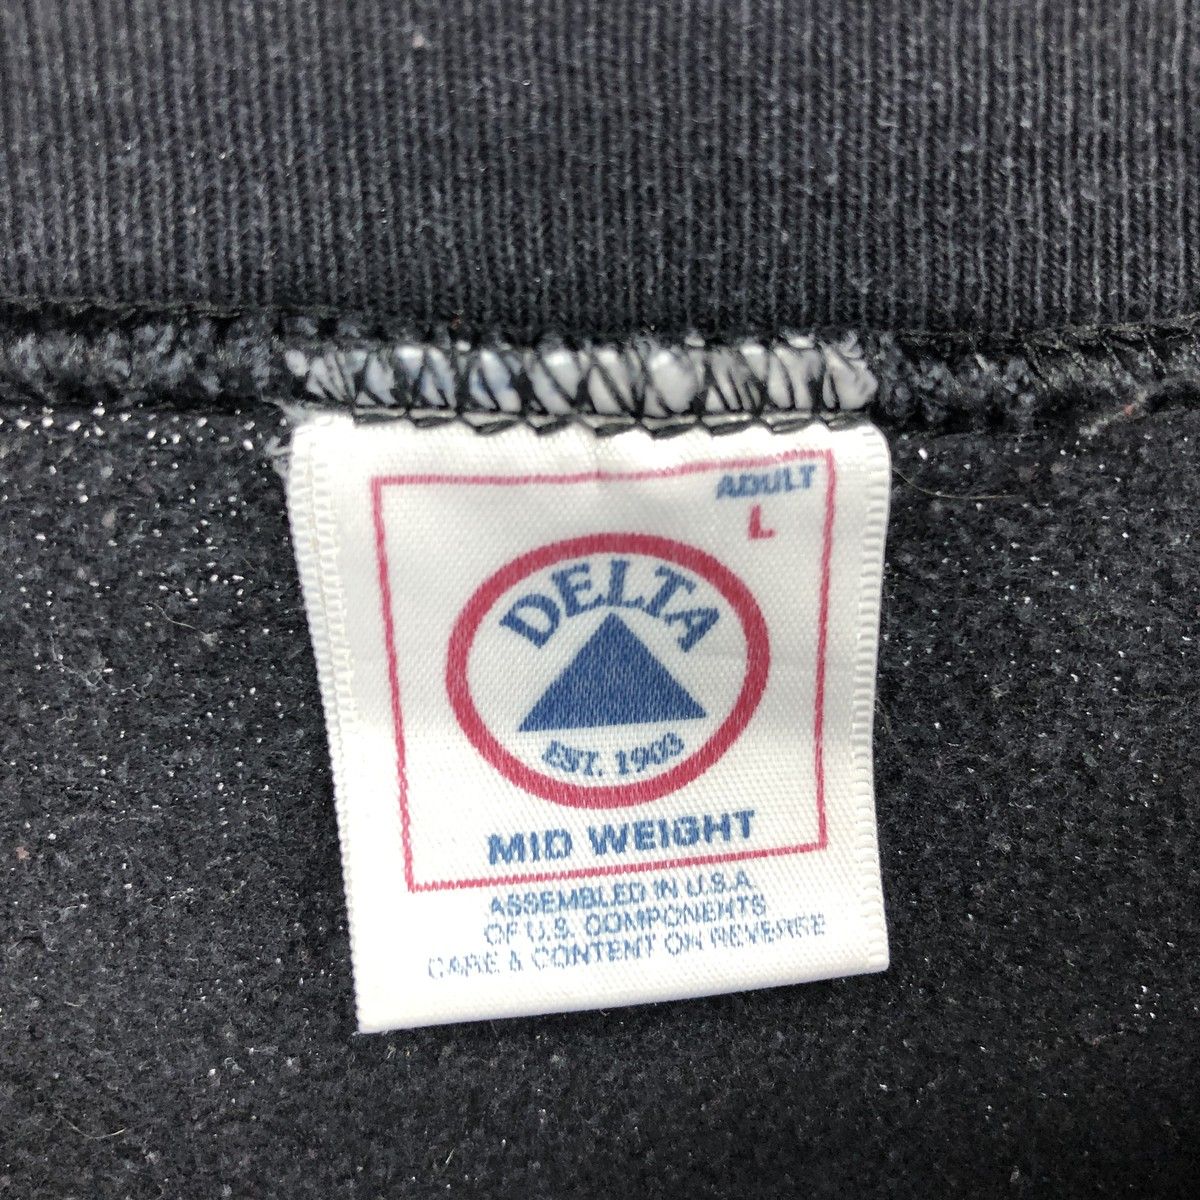 ADULT
L
DELTA
EST. 1903
MID WEIGHT
ASSEMBLED IN U.S.A.
OF U.S. COMPONENTS
CARE & CONTENT ON REVERSE